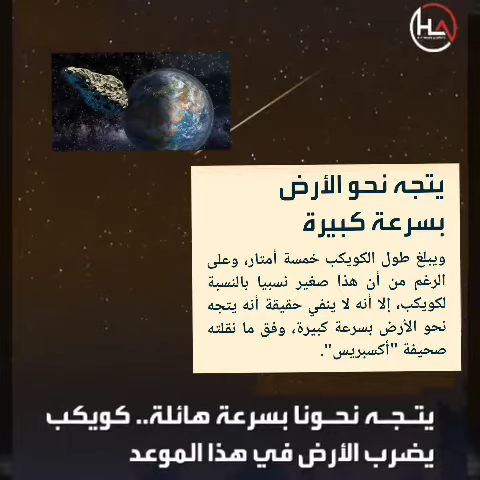 HA
يتجه نحو الأرض
بسرعة كبيرة
ويبلغ طول الكويكب خمسة أمتار، وعلى
الرغم من أن هذا صغير نسبيا بالنسبة
لكويكب، إلا أنه لا ينفي حقيقة أنه يتجه
نحو الأرض بسرعة كبيرة، وفق ما نقلته
صحيفة "أكسبريس".
يتـجـه نحـونا بسرعة هائلة.. كويكب
يضرب الأرض في هذا الموعد